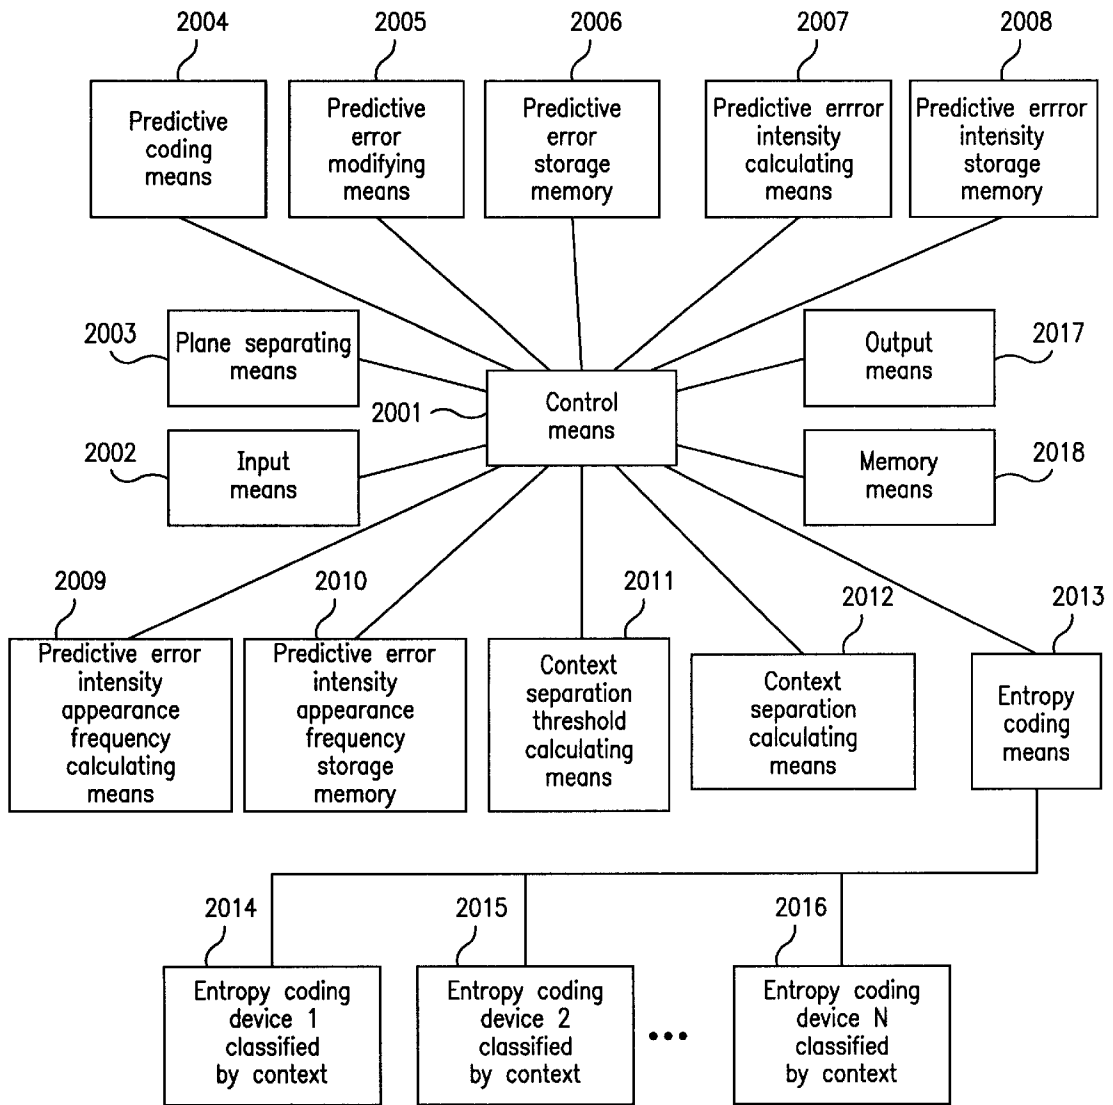 2004
2005
2006
2007
2008
Predictive
coding
means
Predictive
error
modifying
means
Predictive
error
storage
memory
Predictive errror
intensity
calculating
means
Predictive errror
intensity
storage
memory
2003
Plane separating
means
Output
means
2017
2001
Control
means
2002
Input
means
Memory
means
2018
2009
2010
2011
2012
2013
Predictive error
intensity
appearance
frequency
calculating
means
Predictive error
intensity
appearance
frequency
storage
memory
Context
separation
threshold
calculating
means
Context
separation
calculating
means
Entropy
coding
means
2014
2015
2016
Entropy coding
device 1
classified
by context
Entropy coding
device 2
classified
by context
•••
Entropy coding
device N
classified
by context